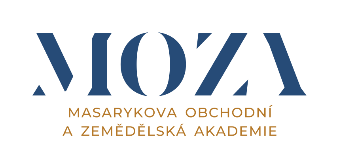 MOZA
MASARYKOVA OBCHODNÍ
A ZEMĚDĚLSKÁ AKADEMIE